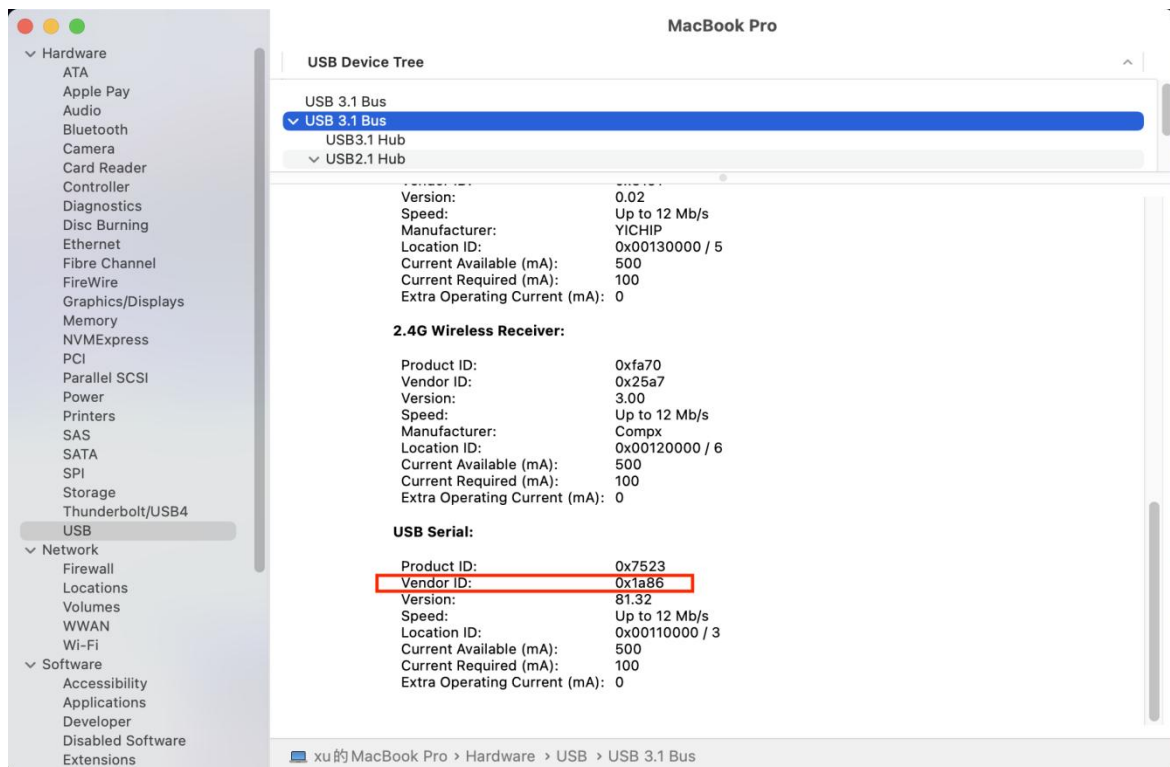 MacBook Pro
Hardware
ATA
Apple Pay
Audio
Bluetooth
Camera
Card Reader
Controller
Diagnostics
Disc Burning
Ethernet
Fibre Channel
FireWire
Graphics/Displays
Memory
NVMExpress
PCI
Parallel SCSI
Power
Printers
SAS
SATA
SPI
Storage
Thunderbolt/USB4
USB
Network
Firewall
Locations
Volumes
WWAN
Wi-Fi
Software
Accessibility
Applications
Developer
Disabled Software
Extensions
USB Device Tree
USB 3.1 Bus
USB 3.1 Bus
USB3.1 Hub
USB2.1 Hub
Version: 0.02
Speed: Up to 12 Mb/s
Manufacturer: YICHIP
Location ID: 0x00130000 / 5
Current Available (mA): 500
Current Required (mA): 100
Extra Operating Current (mA): 0
2.4G Wireless Receiver:
Product ID: 0xfa70
Vendor ID: 0x25a7
Version: 3.00
Speed: Up to 12 Mb/s
Manufacturer: Compx
Location ID: 0x00120000 / 6
Current Available (mA): 500
Current Required (mA): 100
Extra Operating Current (mA): 0
USB Serial:
Product ID: 0x7523
Vendor ID: 0x1a86
Version: 81.32
Speed: Up to 12 Mb/s
Location ID: 0x00110000 / 3
Current Available (mA): 500
Current Required (mA): 100
Extra Operating Current (mA): 0
xu的MacBook Pro › Hardware › USB › USB 3.1 Bus